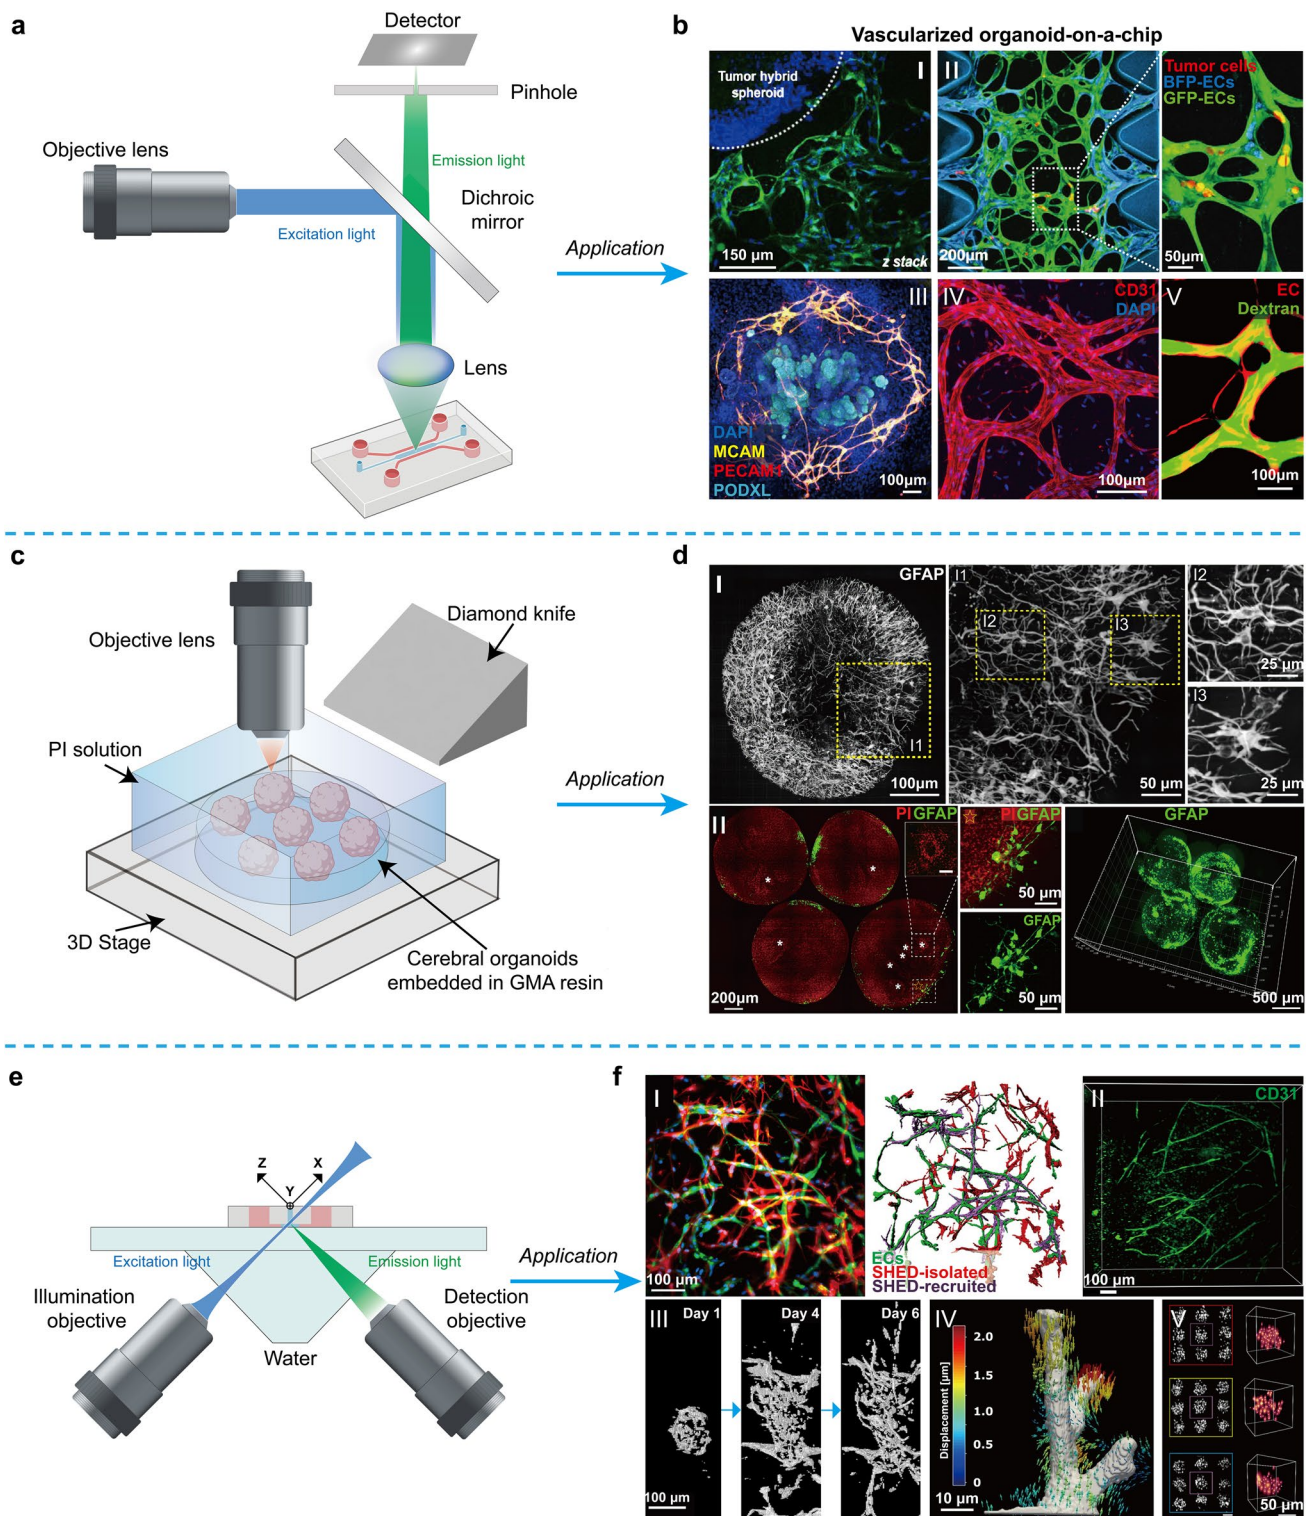 a
Detector
Pinhole
Objective lens
Emission light
Dichroic
mirror
Excitation light
Lens
Application
b
Vascularized organoid-on-a-chip
Tumor hybrid
spheroid
I
150 µm
z stack
II
200µm
Tumor cells
BFP-ECs
GFP-ECs
50µm
III
DAPI
MCAM
PECAM1
PODXL
100µm
IV
CD31
DAPI
100µm
V
EC
Dextran
100µm
c
Objective lens
Diamond knife
PI solution
3D Stage
Cerebral organoids
embedded in GMA resin
Application
d
I
GFAP
I1
100µm
I1
I2
I3
50 µm
I2
25 µm
I3
25 µm
II
PI GFAP
200µm
PIGFAP
50 µm
GFAP
50 µm
GFAP
500 µm
e
Z
X
Y
Excitation light
Emission light
Illumination
objective
Detection
objective
Water
Application
f
I
100 µm
ECs
SHED-isolated
SHED-recruited
II
CD31
100 µm
III
Day 1
Day 4
Day 6
100 µm
IV
Displacement [µm]
2.0
1.5
1.0
0.5
0
10 µm
V
50 µm